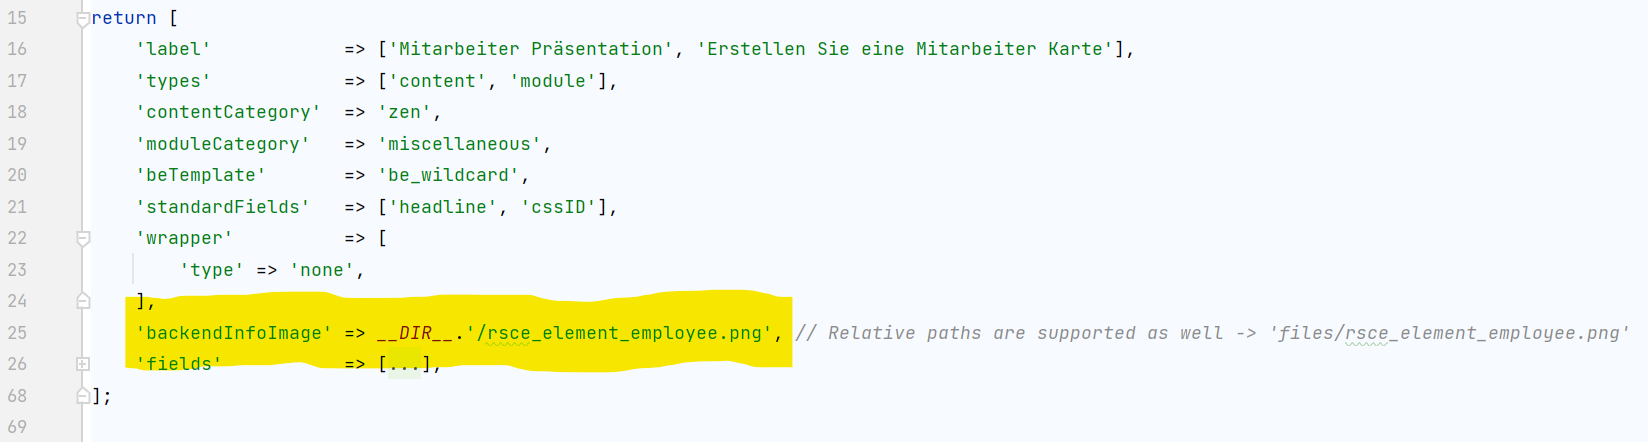 15 return [
16 'label' => ['Mitarbeiter Präsentation', 'Erstellen Sie eine Mitarbeiter Karte'],
17 'types' => ['content', 'module'],
18 'contentCategory' => 'zen',
19 'moduleCategory' => 'miscellaneous',
20 'beTemplate' => 'be_wildcard',
21 'standardFields' => ['headline', 'cssID'],
22 'wrapper' => [
23 'type' => 'none',
24 ],
25 'backendInfoImage' => __DIR__.'/rsce_element_employee.png', // Relative paths are supported as well -> 'files/rsce_element_employee.png'
26 'fields' => [...],
68 ];
69